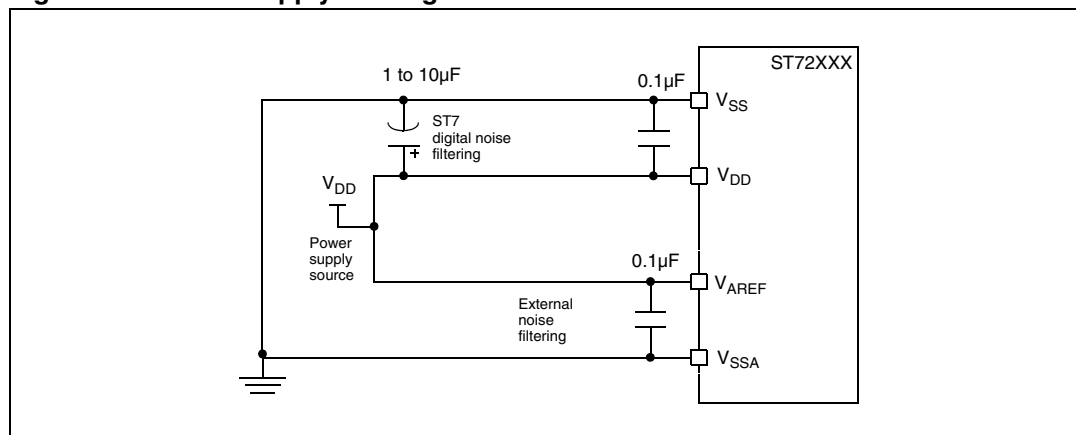 ST72XXX
1 to 10µF
0.1µF
VSS
ST7
digital noise
filtering
+
VDD
VDD
Power
supply
source
0.1µF
VAREF
External
noise
filtering
VSSA